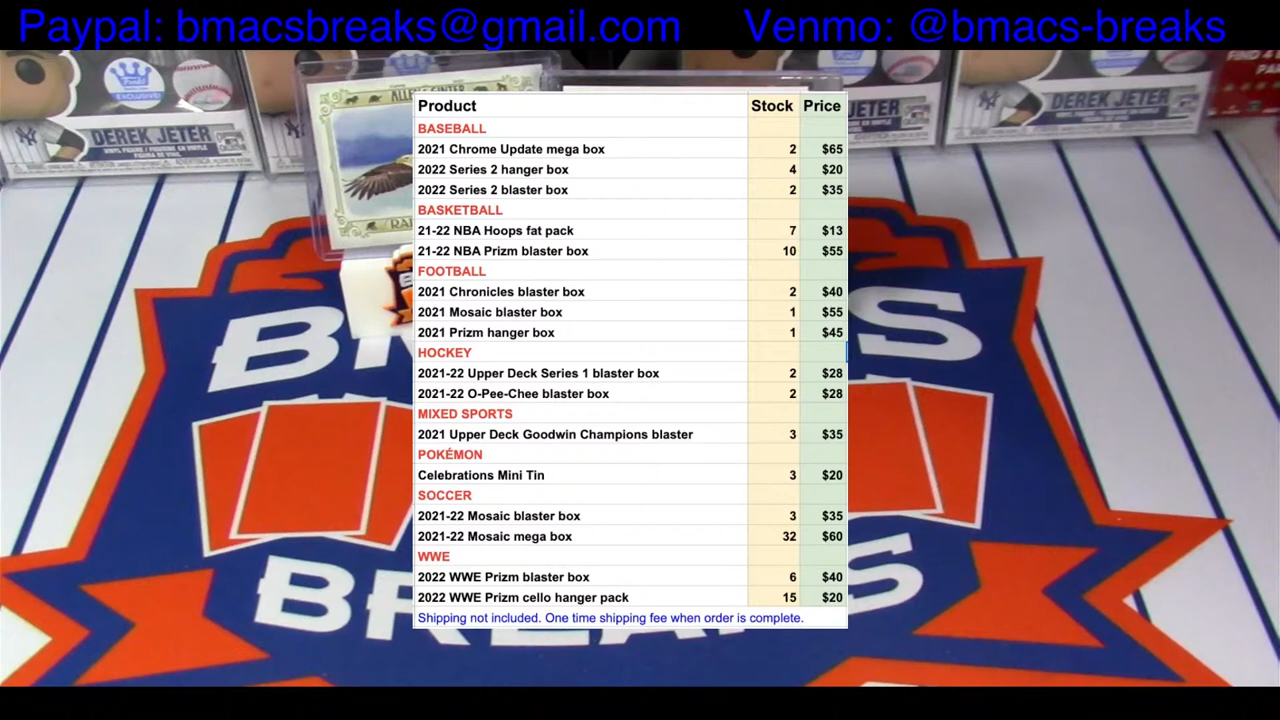 Paypal: bmacsbreaks@gmail.com Venmo: @bmacs-breaks
EXCLUSIVE!
DEREK JETER
ALLEN GINTER
DEREK JETER
Product Stock Price
BASEBALL
2021 Chrome Update mega box 2 $65
2022 Series 2 hanger box 4 $20
2022 Series 2 blaster box 2 $35
BASKETBALL
21-22 NBA Hoops fat pack 7 $13
21-22 NBA Prizm blaster box 10 $55
FOOTBALL
2021 Chronicles blaster box 2 $40
2021 Mosaic blaster box 1 $55
2021 Prizm hanger box 1 $45
HOCKEY
2021-22 Upper Deck Series 1 blaster box 2 $28
2021-22 O-Pee-Chee blaster box 2 $28
MIXED SPORTS
2021 Upper Deck Goodwin Champions blaster 3 $35
POKÉMON
Celebrations Mini Tin 3 $20
SOCCER
2021-22 Mosaic blaster box 3 $35
2021-22 Mosaic mega box 32 $60
WWE
2022 WWE Prizm blaster box 6 $40
2022 WWE Prizm cello hanger pack 15 $20
Shipping not included. One time shipping fee when order is complete.